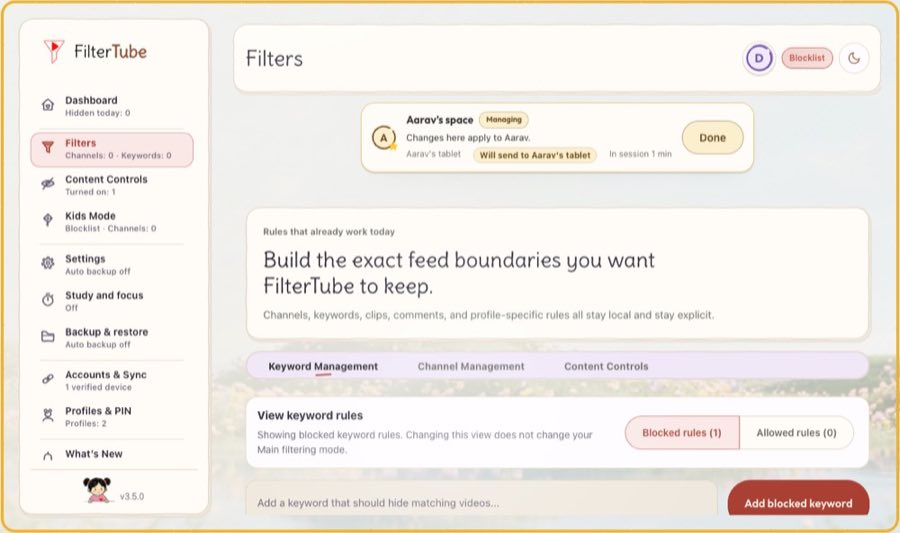 FilterTube
Dashboard
Hidden today: 0
Filters
Channels: 0 · Keywords: 0
Content Controls
Turned on: 1
Kids Mode
Blocklist · Channels: 0
Settings
Auto backup off
Study and focus
Off
Backup & restore
Auto backup off
Accounts & Sync
1 verified device
Profiles & PIN
Profiles: 2
What's New
v3.5.0
Filters
D
Blocklist
A
Aarav's space
Managing
Changes here apply to Aarav.
Aarav's tablet
Will send to Aarav's tablet
In session 1 min
Done
Rules that already work today
Build the exact feed boundaries you want
FilterTube to keep.
Channels, keywords, clips, comments, and profile-specific rules all stay local and stay explicit.
Keyword Management
Channel Management
Content Controls
View keyword rules
Showing blocked keyword rules. Changing this view does not change your
Main filtering mode.
Blocked rules (1)
Allowed rules (0)
Add a keyword that should hide matching videos...
Add blocked keyword